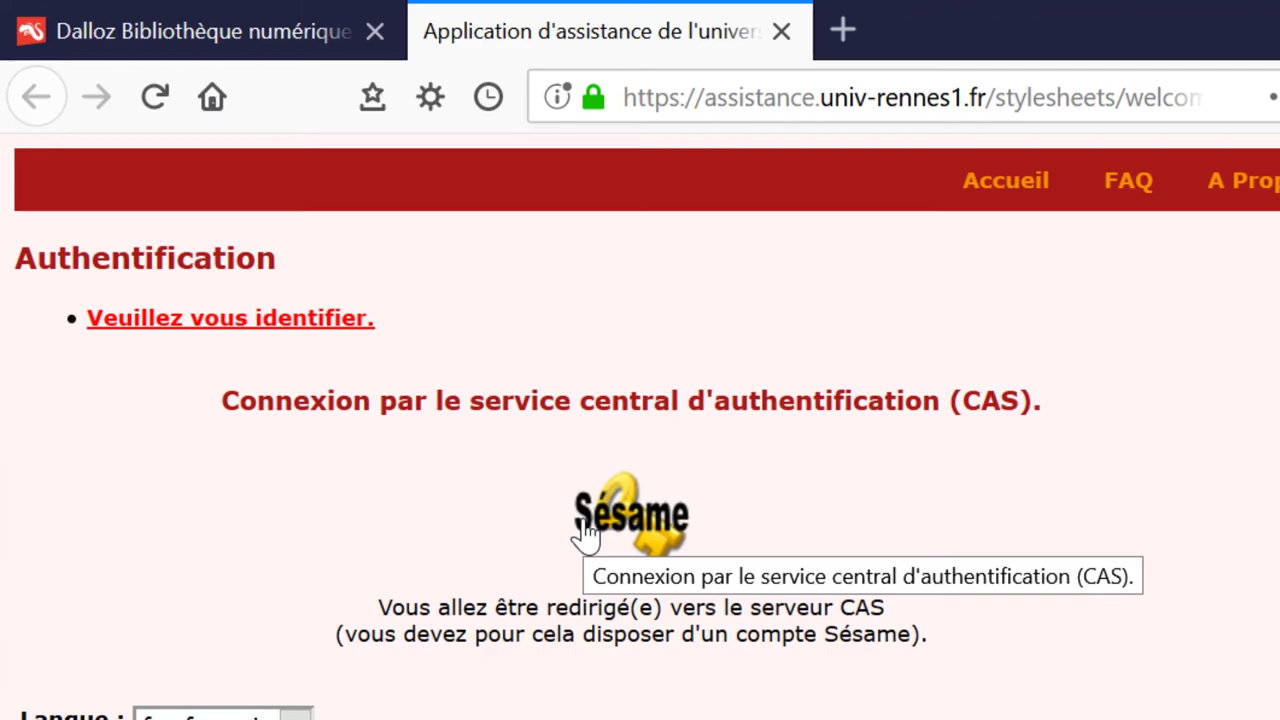 Dalloz Bibliothèque numérique
Application d'assistance de l'univer
https://assistance.univ-rennes1.fr/stylesheets/welcom
Accueil FAQ A Prop
Authentification
• Veuillez vous identifier.
Connexion par le service central d'authentification (CAS).
Sésame
Connexion par le service central d'authentification (CAS).
Vous allez être redirigé(e) vers le serveur CAS
(vous devez pour cela disposer d'un compte Sésame).
Langue :